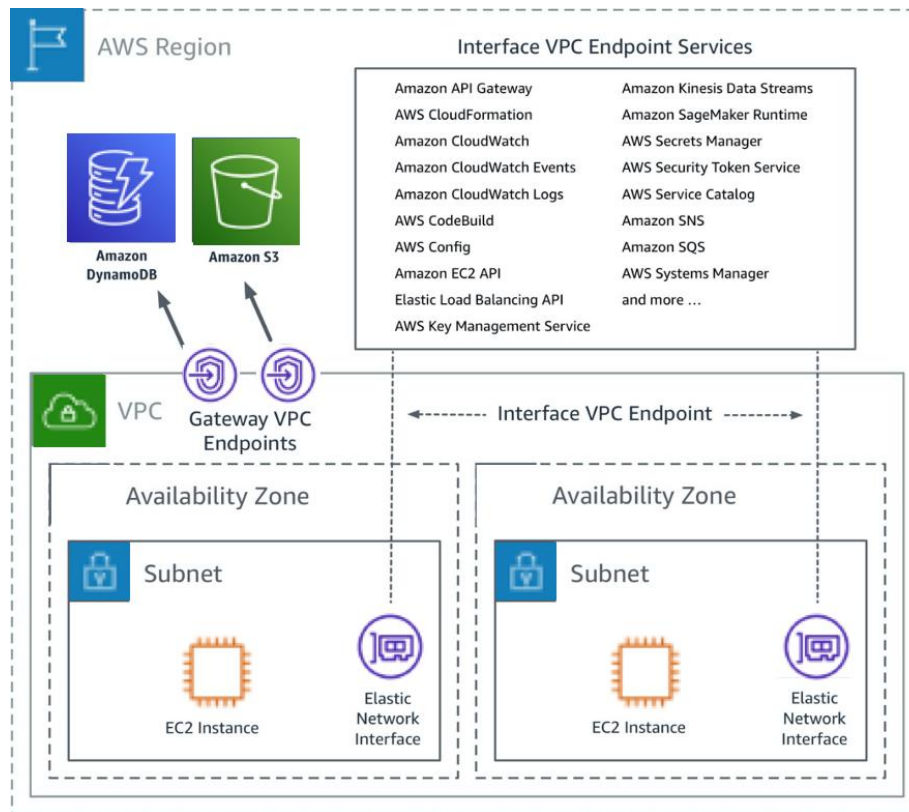 AWS Region
Interface VPC Endpoint Services
Amazon API Gateway
AWS CloudFormation
Amazon CloudWatch
Amazon CloudWatch Events
Amazon CloudWatch Logs
AWS CodeBuild
AWS Config
Amazon EC2 API
Elastic Load Balancing API
AWS Key Management Service
Amazon Kinesis Data Streams
Amazon SageMaker Runtime
AWS Secrets Manager
AWS Security Token Service
AWS Service Catalog
Amazon SNS
Amazon SQS
AWS Systems Manager
and more ...
Amazon
DynamoDB
Amazon S3
VPC
Gateway VPC
Endpoints
Interface VPC Endpoint
Availability Zone
Subnet
EC2 Instance
Elastic
Network
Interface
Availability Zone
Subnet
EC2 Instance
Elastic
Network
Interface